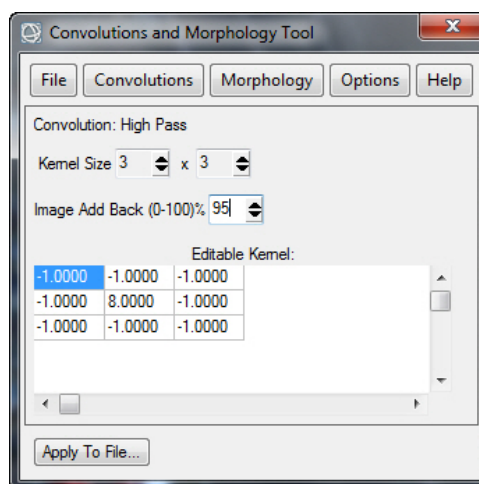 Convolutions and Morphology Tool
File Convolutions Morphology Options Help
Convolution: High Pass
Kernel Size 3 x 3
Image Add Back (0-100)% 95
Editable Kernel:
-1.0000 -1.0000 -1.0000
-1.0000 8.0000 -1.0000
-1.0000 -1.0000 -1.0000
Apply To File...